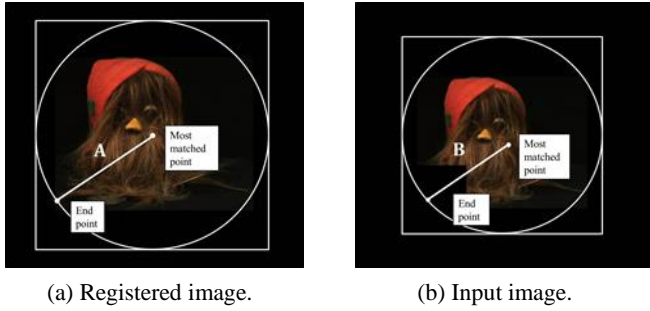 A
Most
matched
point
End
point
(a) Registered image.
B
Most
matched
point
End
point
(b) Input image.